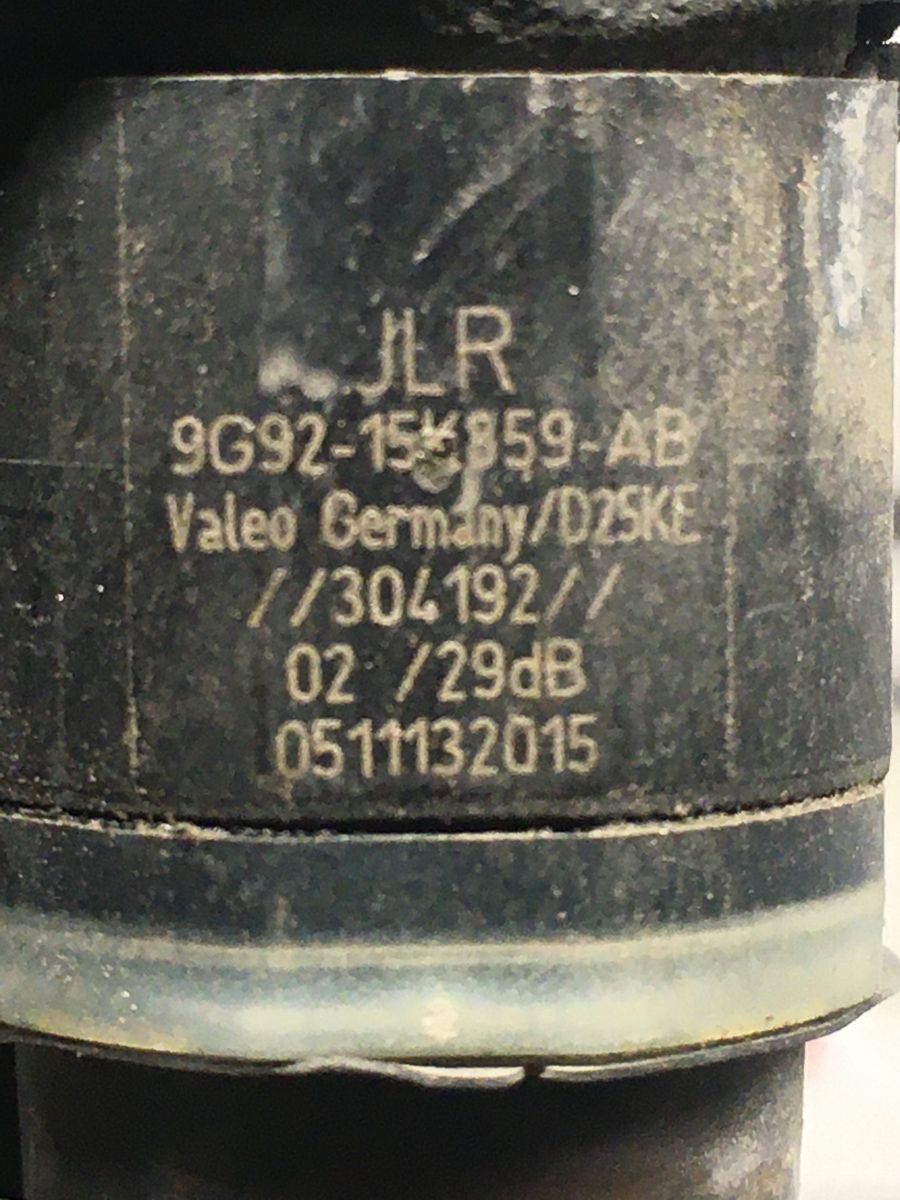 JLR
9G92-15K859-AB
Valeo Germany/D25KE
//304192//
02 /29dB
0511132015